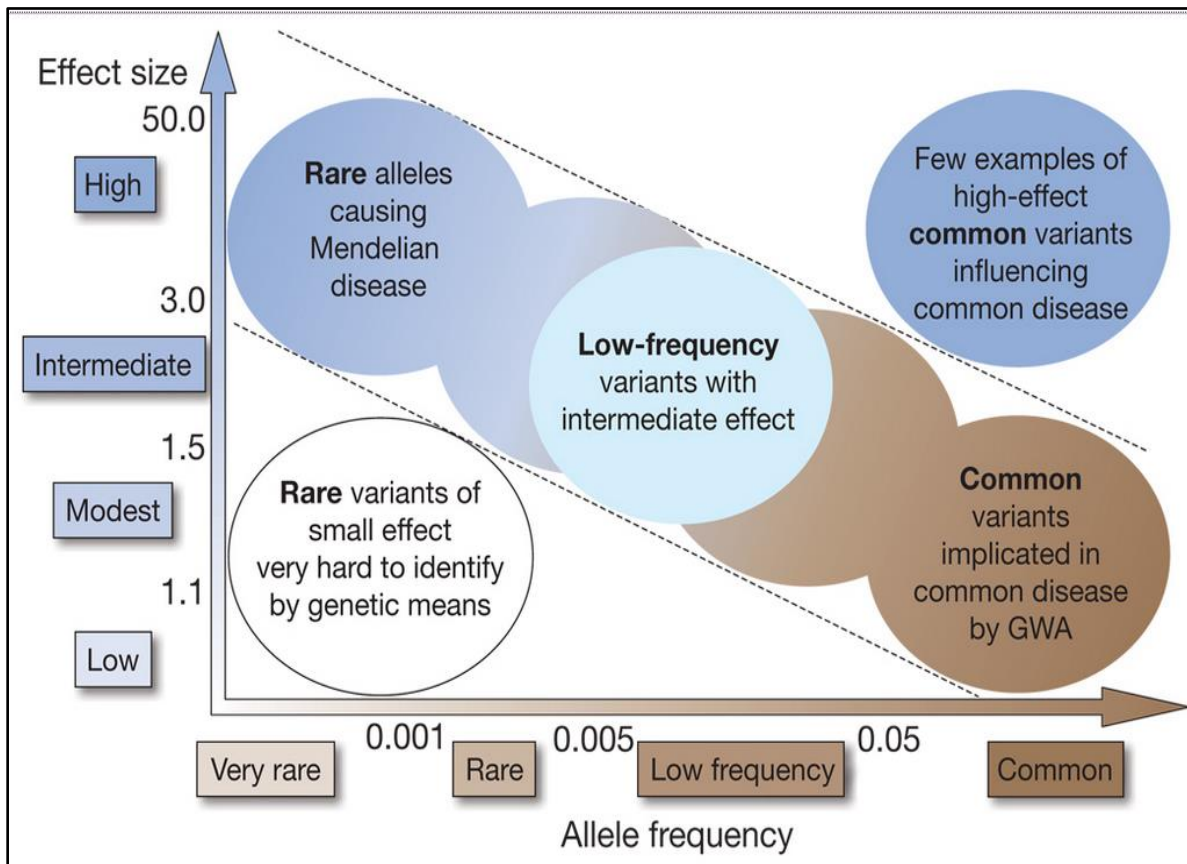 Effect size
50.0
High
3.0
Intermediate
1.5
Modest
1.1
Low
Rare alleles
causing
Mendelian
disease
Few examples of
high-effect
common variants
influencing
common disease
Low-frequency
variants with
intermediate effect
Rare variants of
small effect
very hard to identify
by genetic means
Common
variants
implicated in
common disease
by GWA
0.001
0.005
0.05
Very rare
Rare
Low frequency
Common
Allele frequency